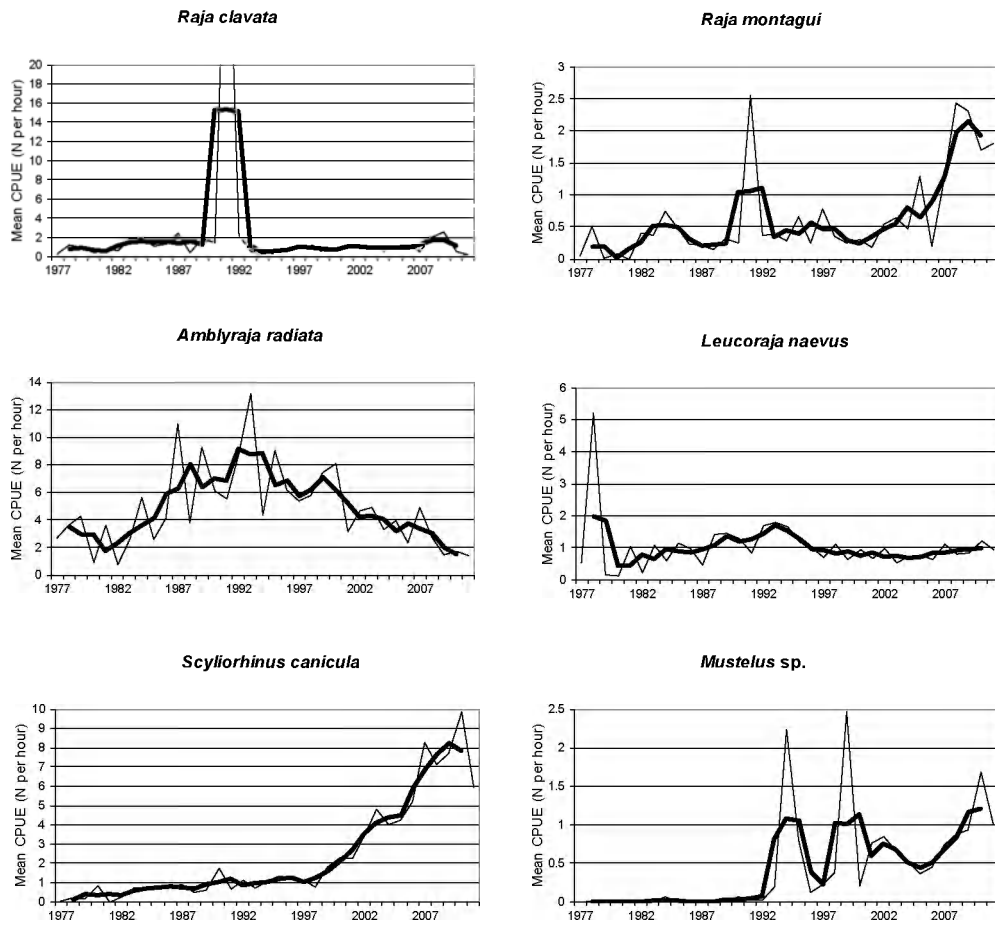 Raja clavata
Mean CPUE (N per hour)
20
18
16
14
12
10
8
6
4
2
0
1977 1982 1987 1992 1997 2002 2007
Raja montagui
Mean CPUE (N per hour)
3
2.5
2
1.5
1
0.5
0
1977 1982 1987 1992 1997 2002 2007
Amblyraja radiata
Mean CPUE (N per hour)
14
12
10
8
6
4
2
0
1977 1982 1987 1992 1997 2002 2007
Leucoraja naevus
Mean CPUE (N per hour)
6
5
4
3
2
1
0
1977 1982 1987 1992 1997 2002 2007
Scyliorhinus canicula
Mean CPUE (N per hour)
10
9
8
7
6
5
4
3
2
1
0
1977 1982 1987 1992 1997 2002 2007
Mustelus sp.
Mean CPUE (N per hour)
2.5
2
1.5
1
0.5
0
1977 1982 1987 1992 1997 2002 2007